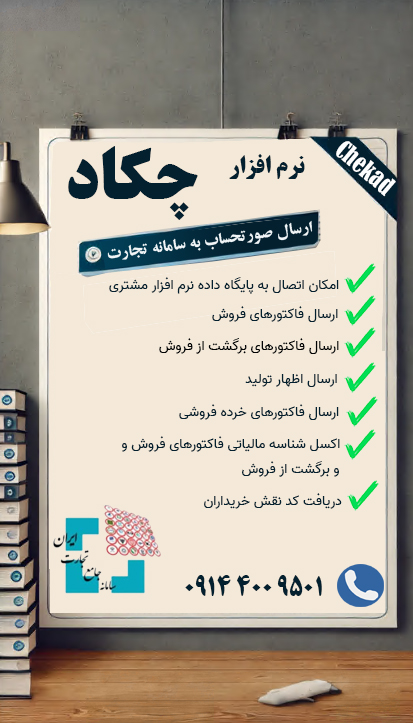 Chekad
نرم افزار
چکاد
ارسال صورتحساب به سامانه تجارت
امکان اتصال به پایگاه داده نرم افزار مشتری
ارسال فاکتورهای فروش
ارسال فاکتورهای برگشت از فروش
ارسال اظهار تولید
ارسال فاکتورهای خرده فروشی
اکسل شناسه مالیاتی فاکتورهای فروش و
و برگشت از فروش
دریافت کد نقش خریداران
سامانه
جامع
تجارت
ایران
۰۹۱۴ ۴۰۰ ۹۵۰۱